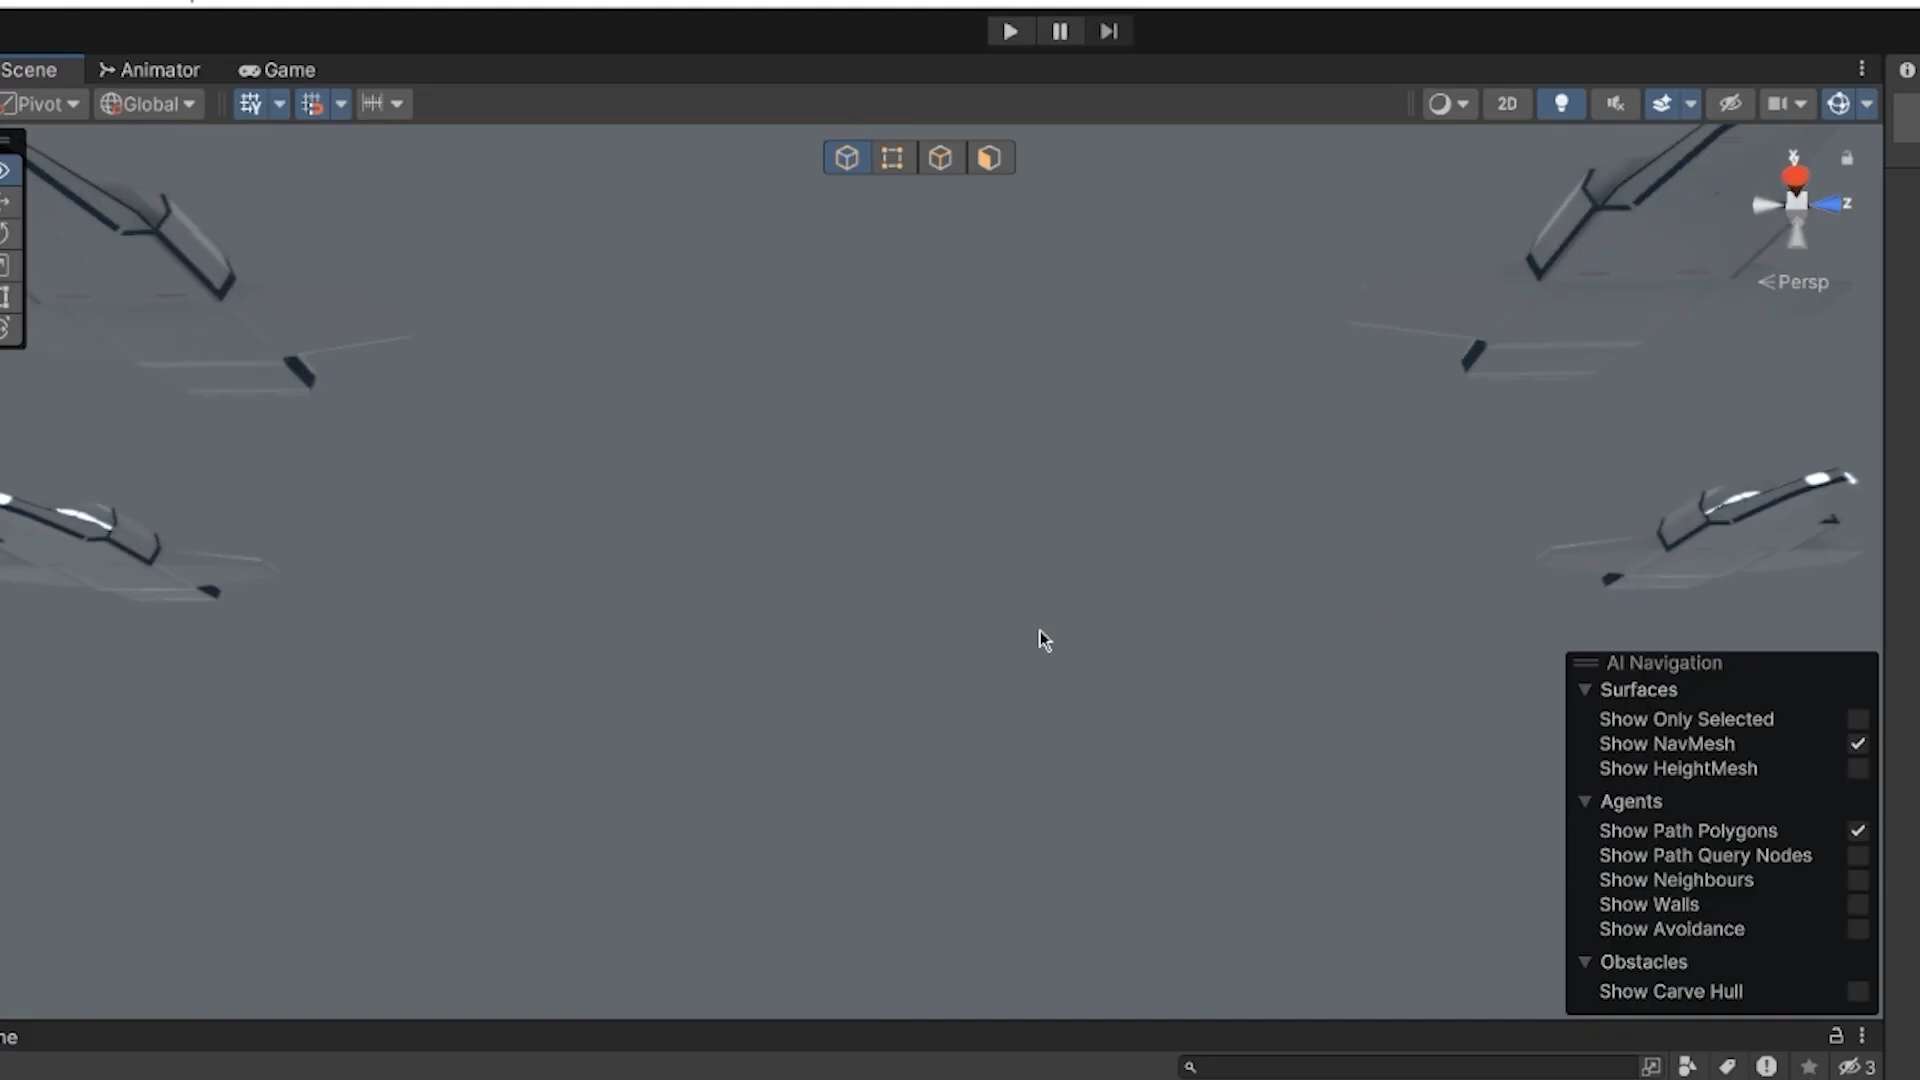 Scene
Animator
Game
Pivot
Global
2D
Y
Z
Persp
AI Navigation
Surfaces
Show Only Selected
Show NavMesh
Show HeightMesh
Agents
Show Path Polygons
Show Path Query Nodes
Show Neighbours
Show Walls
Show Avoidance
Obstacles
Show Carve Hull
ne
3